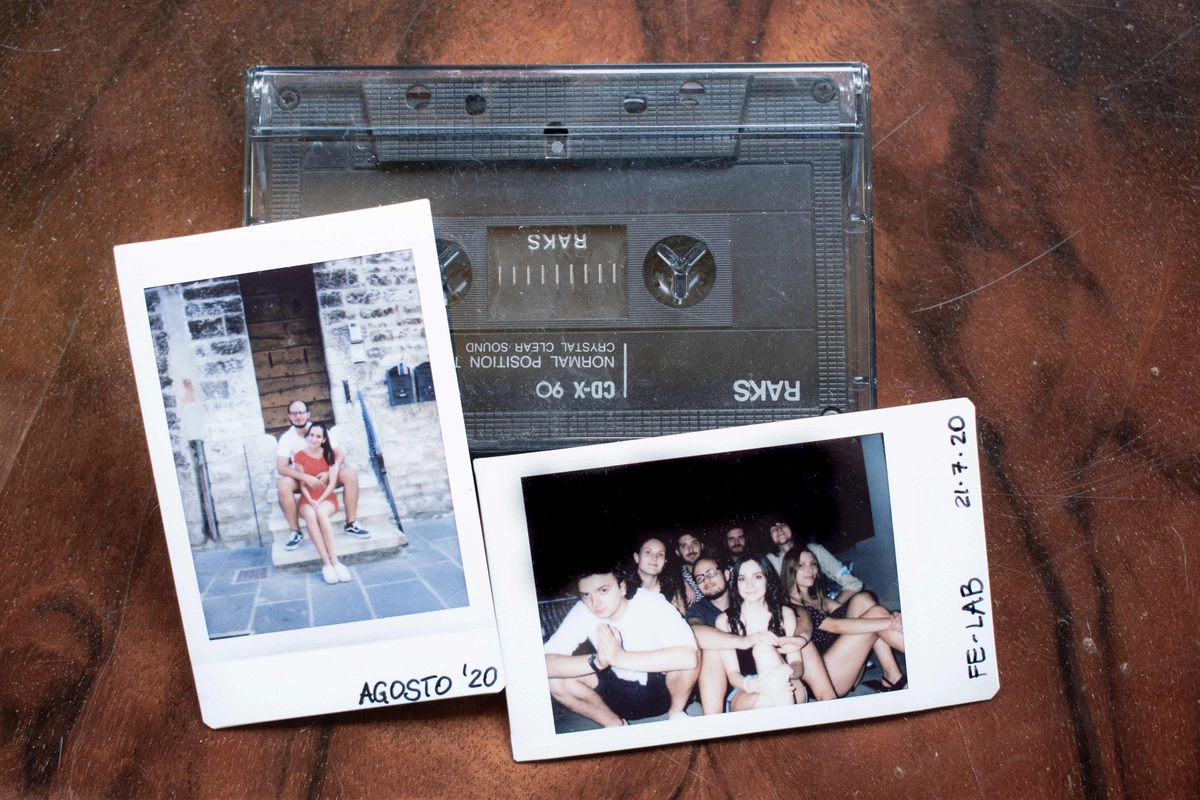 RAKS
NORMAL POSITION
CRYSTAL CLEAR SOUND
CD-X 90
RAKS
AGOSTO '20
21.7.20
FE-LAB